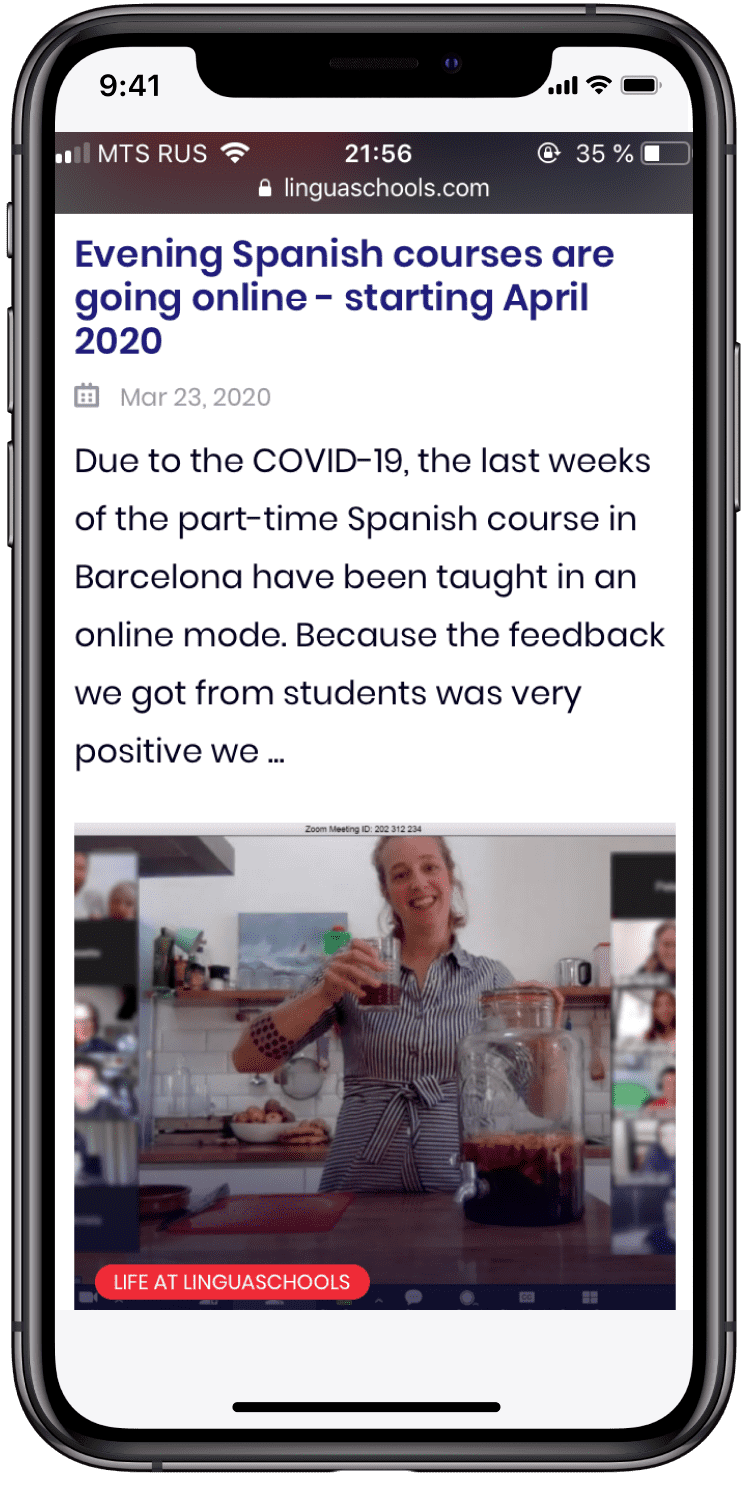 9:41
MTS RUS 21:56 35 %
linguaschools.com
Evening Spanish courses are
going online - starting April
2020
Mar 23, 2020
Due to the COVID-19, the last weeks
of the part-time Spanish course in
Barcelona have been taught in an
online mode. Because the feedback
we got from students was very
positive we ...
Zoom Meeting ID: 202 312 234
LIFE AT LINGUASCHOOLS